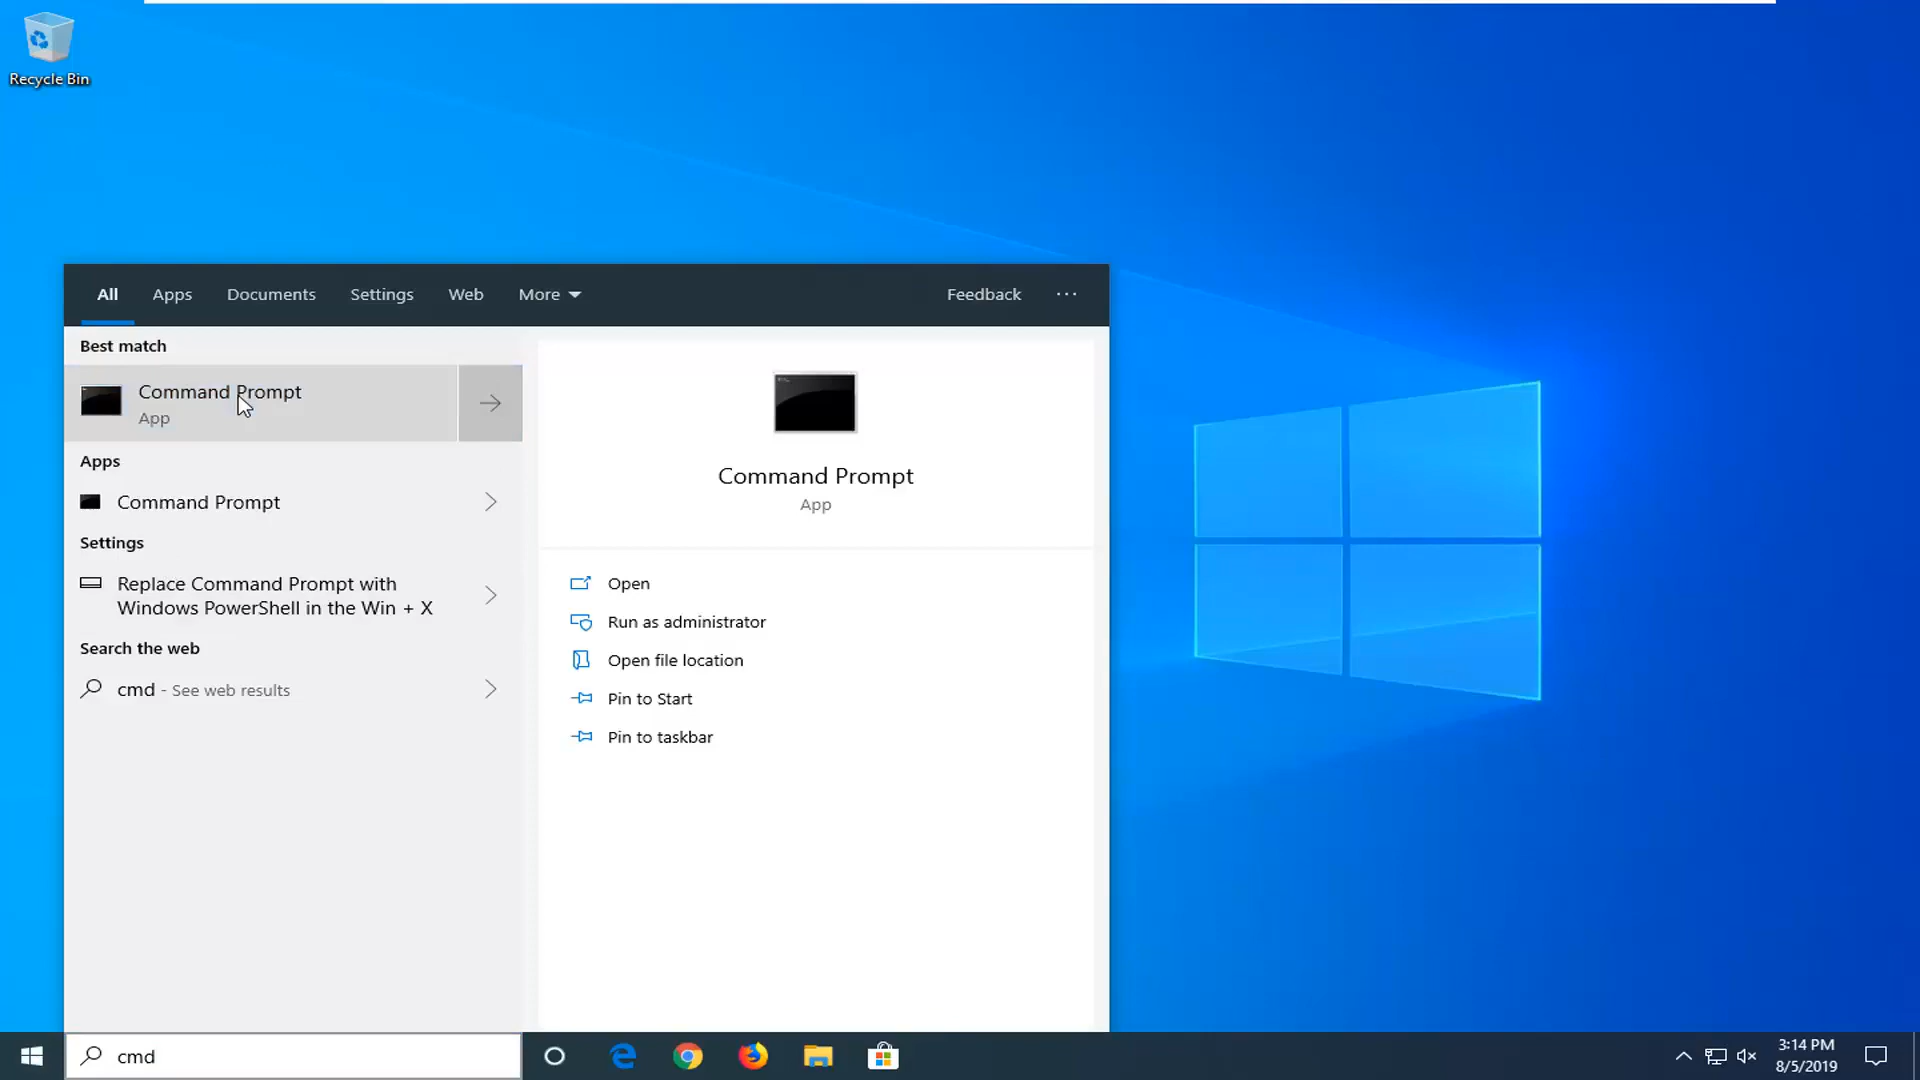 Recycle Bin
All Apps Documents Settings Web More Feedback ...
Best match
Command Prompt
App
Apps
Command Prompt
Settings
Replace Command Prompt with
Windows PowerShell in the Win + X
Search the web
cmd - See web results
Command Prompt
App
Open
Run as administrator
Open file location
Pin to Start
Pin to taskbar
cmd
3:14 PM
8/5/2019